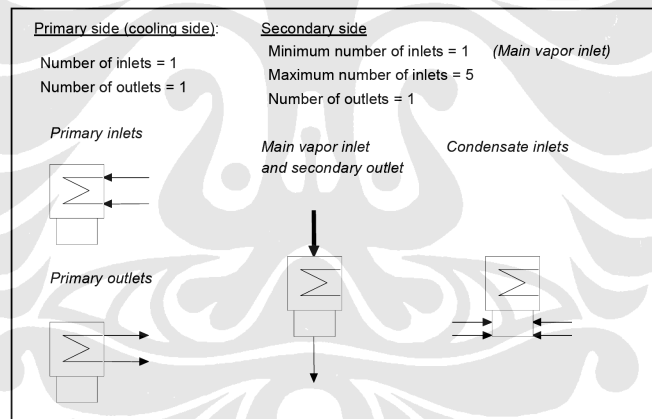 Primary side (cooling side):
Number of inlets = 1
Number of outlets = 1
Secondary side
Minimum number of inlets = 1 (Main vapor inlet)
Maximum number of inlets = 5
Number of outlets = 1
Primary inlets
Main vapor inlet
and secondary outlet
Condensate inlets
Primary outlets